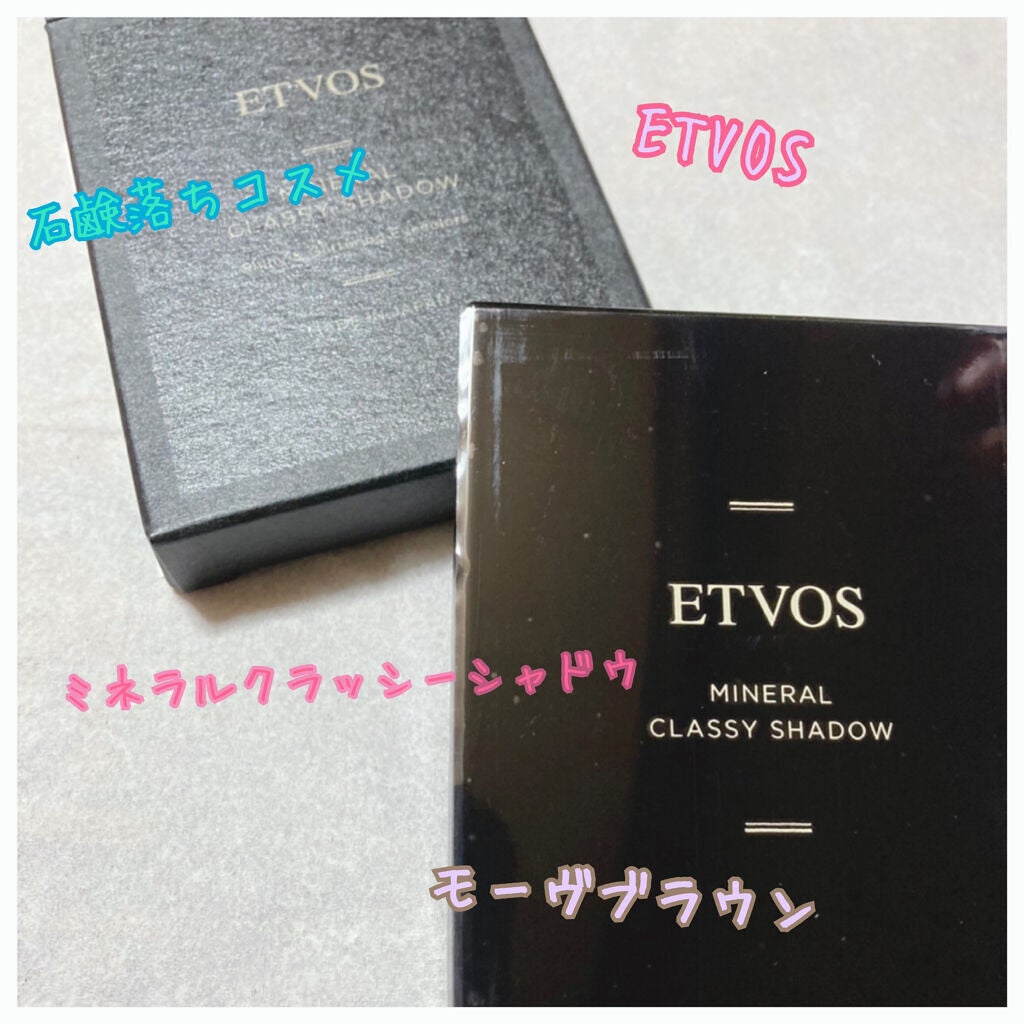 ETVOS
ETVOS
石鹸落ちコスメ
MINERAL
CLASSY SHADOW
ミネラルクラッシーシャドゥ
ETVOS
MINERAL
CLASSY SHADOW
モーヴブラウン